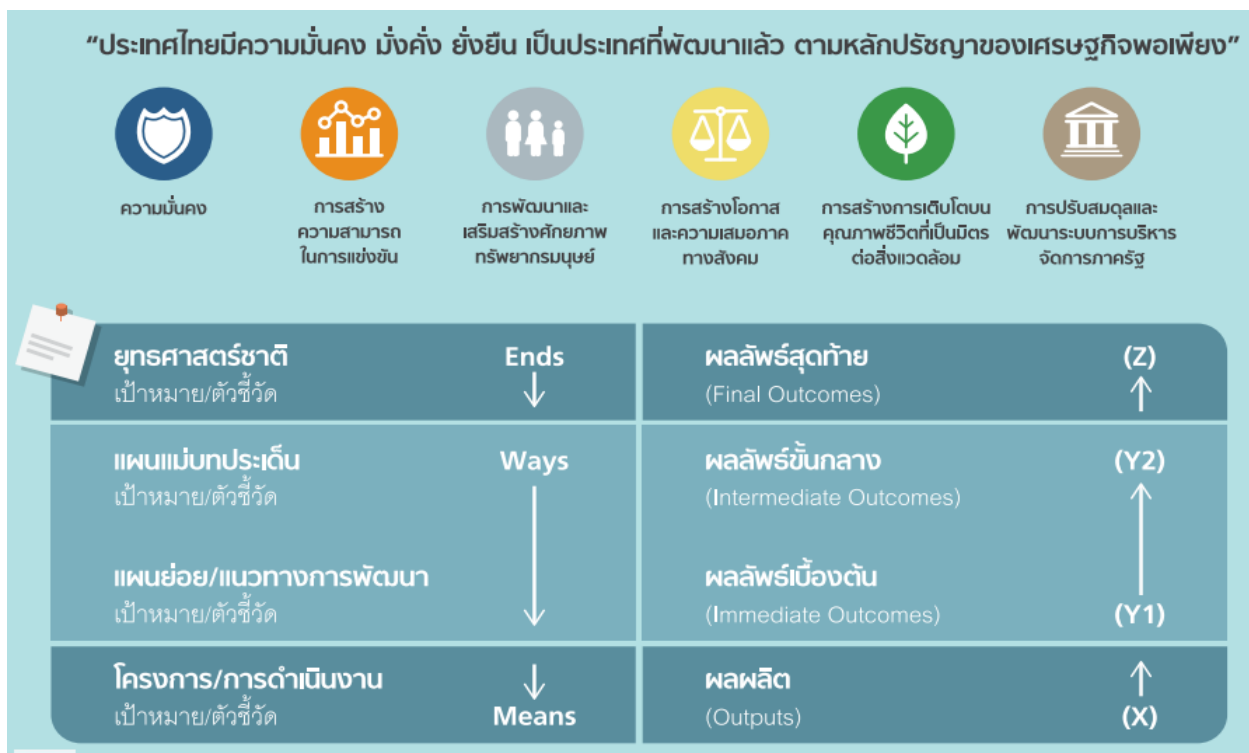 “ประเทศไทยมีความมั่นคง มั่งคั่ง ยั่งยืน เป็นประเทศที่พัฒนาแล้ว ตามหลักปรัชญาของเศรษฐกิจพอเพียง”
ความมั่นคง
การสร้าง
ความสามารถ
ในการแข่งขัน
การพัฒนาและ
เสริมสร้างศักยภาพ
ทรัพยากรมนุษย์
การสร้างโอกาส
และความเสมอภาค
ทางสังคม
การสร้างการเติบโตบน
คุณภาพชีวิตที่เป็นมิตร
ต่อสิ่งแวดล้อม
การปรับสมดุลและ
พัฒนาระบบการบริหาร
จัดการภาครัฐ
ยุทธศาสตร์ชาติ Ends
เป้าหมาย/ตัวชี้วัด
ผลลัพธ์สุดท้าย (Z)
(Final Outcomes)
แผนแม่บทประเด็น Ways
เป้าหมาย/ตัวชี้วัด
ผลลัพธ์ขั้นกลาง (Y2)
(Intermediate Outcomes)
แผนย่อย/แนวทางการพัฒนา
เป้าหมาย/ตัวชี้วัด
ผลลัพธ์เบื้องต้น
(Immediate Outcomes) (Y1)
โครงการ/การดำเนินงาน
เป้าหมาย/ตัวชี้วัด Means
ผลผลิต
(Outputs) (X)